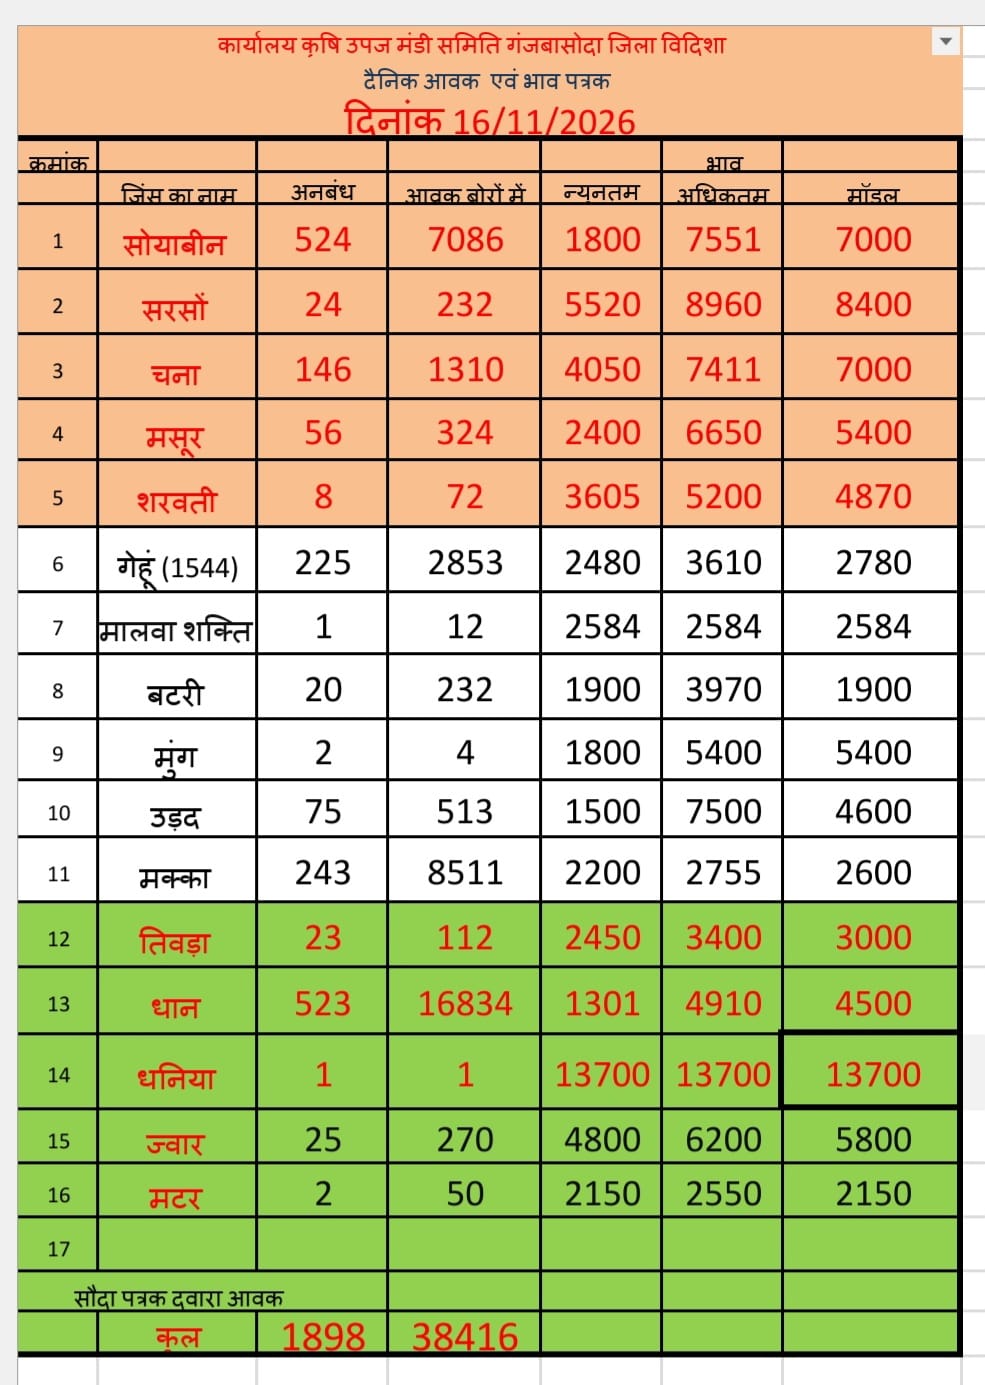 कार्यालय कृषि उपज मंडी समिति गंजबासोदा जिला विदिशा
दैनिक आवक एवं भाव पत्रक
दिनांक 16/11/2026
क्रमांक भाव
जिंस का नाम अनबंध आवक बोरों में न्यूनतम अधिकतम मॉडल
1 सोयाबीन 524 7086 1800 7551 7000
2 सरसों 24 232 5520 8960 8400
3 चना 146 1310 4050 7411 7000
4 मसूर 56 324 2400 6650 5400
5 शरवती 8 72 3605 5200 4870
6 गेहूं (1544) 225 2853 2480 3610 2780
7 मालवा शक्ति 1 12 2584 2584 2584
8 बटरी 20 232 1900 3970 1900
9 मुंग 2 4 1800 5400 5400
10 उड़द 75 513 1500 7500 4600
11 मक्का 243 8511 2200 2755 2600
12 तिवड़ा 23 112 2450 3400 3000
13 धान 523 16834 1301 4910 4500
14 धनिया 1 1 13700 13700 13700
15 ज्वार 25 270 4800 6200 5800
16 मटर 2 50 2150 2550 2150
17
सौदा पत्रक दवारा आवक
कुल 1898 38416